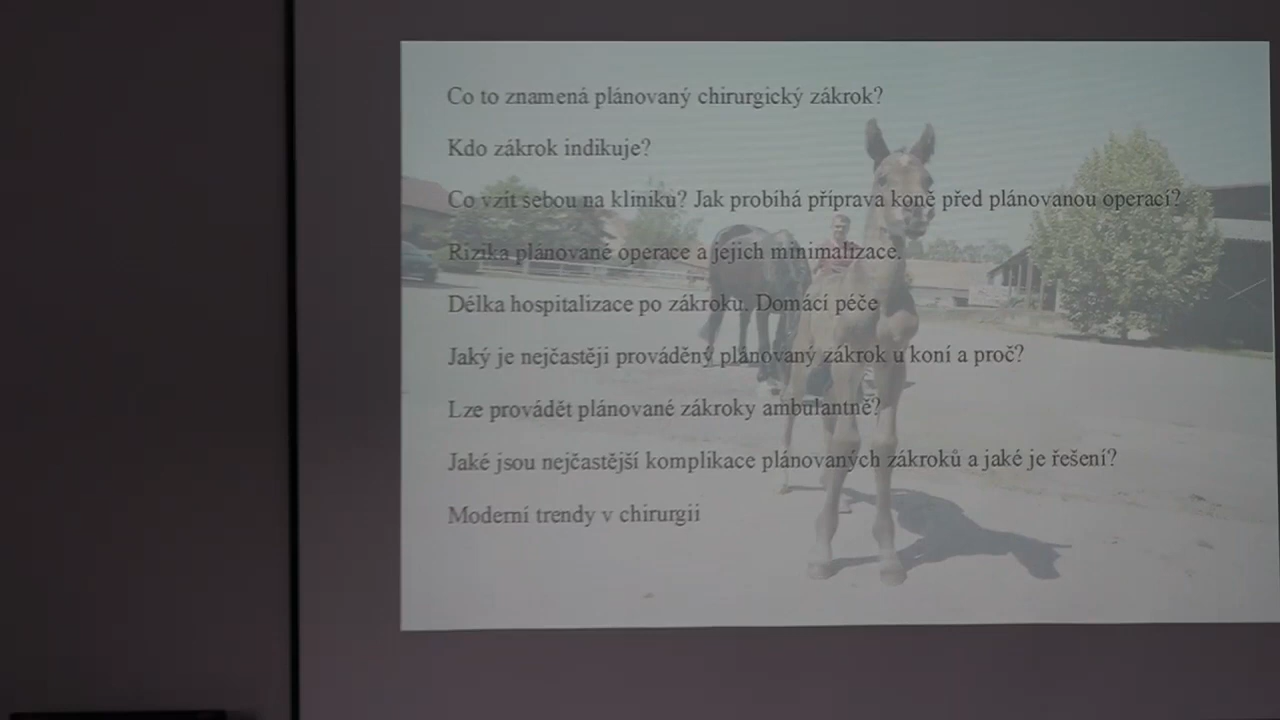 Co to znamená plánovaný chirurgický zákrok?
Kdo zákrok indikuje?
Co vzít sebou na kliniku? Jak probíhá příprava koně před plánovanou operací?
Rizika plánované operace a jejich minimalizace.
Délka hospitalizace po zákroku. Domácí péče
Jaký je nejčastěji prováděný plánovaný zákrok u koní a proč?
Lze provádět plánované zákroky ambulantně?
Jaké jsou nejčastější komplikace plánovaných zákroků a jaké je řešení?
Moderní trendy v chirurgii